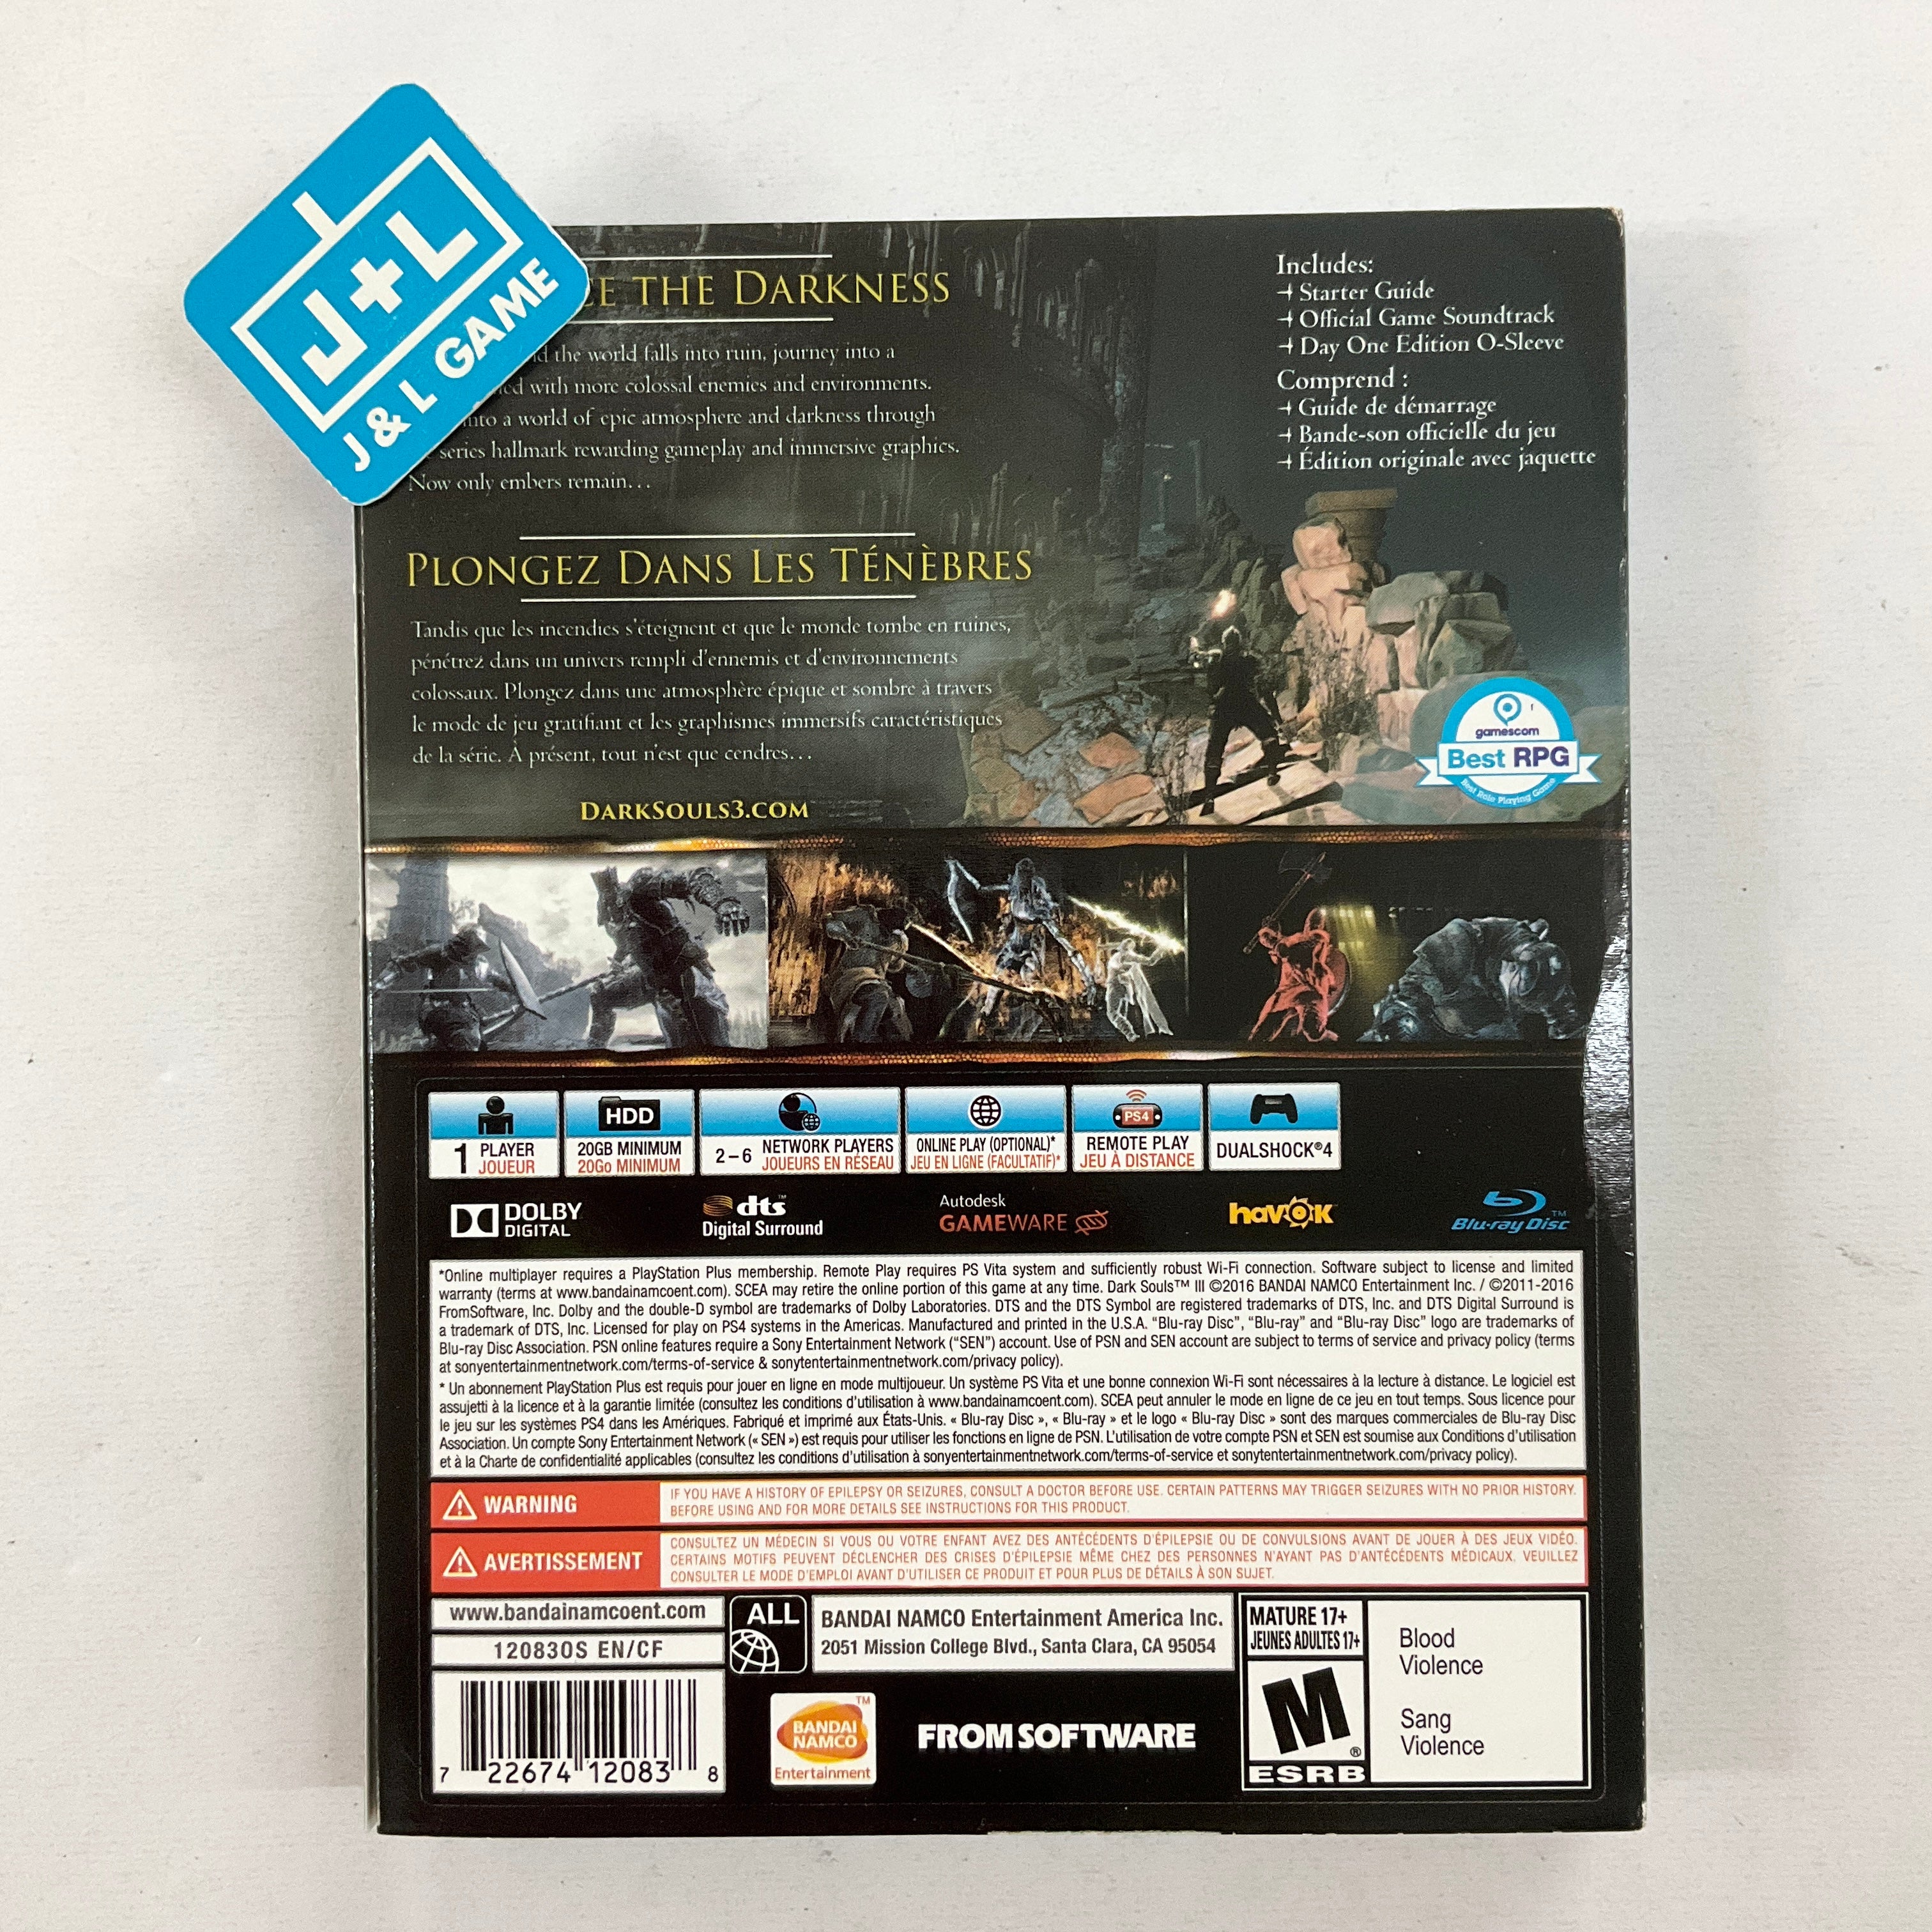 J+L
J & L GAME
THE DARKNESS
the world falls into ruin, journey into a
with more colossal enemies and environments.
into a world of epic atmosphere and darkness through
series hallmark rewarding gameplay and immersive graphics.
Now only embers remain...
Includes:
Starter Guide
Official Game Soundtrack
Day One Edition O-Sleeve
Comprend :
Guide de démarrage
Bande-son officielle du jeu
Édition originale avec jaquette
PLONGEZ DANS LES TÉNÈBRES
Tandis que les incendies s'éteignent et que le monde tombe en ruines,
pénétrez dans un univers rempli d'ennemis et d'environnements
colossaux. Plongez dans une atmosphère épique et sombre à travers
le mode de jeu gratifiant et les graphismes immersifs caractéristiques
de la série. À présent, tout n'est que cendres...
DARKSOULS3.COM
gamescom
Best RPG
Best Role Playing Game
1 PLAYER
JOUEUR
HDD
20GB MINIMUM
20Go MINIMUM
2-6 NETWORK PLAYERS
JOUEURS EN RÉSEAU
ONLINE PLAY (OPTIONAL)*
JEU EN LIGNE (FACULTATIF)*
PS4
REMOTE PLAY
JEU À DISTANCE
DUALSHOCK®4
DOLBY
DIGITAL
dts™
Digital Surround
Autodesk
GAMEWARE
havok
Blu-ray Disc™
*Online multiplayer requires a PlayStation Plus membership. Remote Play requires PS Vita system and sufficiently robust Wi-Fi connection. Software subject to license and limited
warranty (terms at www.bandainamcoent.com). SCEA may retire the online portion of this game at any time. Dark Souls™ III ©2016 BANDAI NAMCO Entertainment Inc. / ©2011-2016
FromSoftware, Inc. Dolby and the double-D symbol are trademarks of Dolby Laboratories. DTS and the DTS Symbol are registered trademarks of DTS, Inc. and DTS Digital Surround is
a trademark of DTS, Inc. Licensed for play on PS4 systems in the Americas. Manufactured and printed in the U.S.A. “Blu-ray Disc”, “Blu-ray” and “Blu-ray Disc” logo are trademarks of
Blu-ray Disc Association. PSN online features require a Sony Entertainment Network (“SEN”) account. Use of PSN and SEN account are subject to terms of service and privacy policy (terms
at sonyentertainmentnetwork.com/terms-of-service & sonytentertainmentnetwork.com/privacy policy).
* Un abonnement PlayStation Plus est requis pour jouer en ligne en mode multijoueur. Un système PS Vita et une bonne connexion Wi-Fi sont nécessaires à la lecture à distance. Le logiciel est
assujetti à la licence et à la garantie limitée (consultez les conditions d'utilisation à www.bandainamcoent.com). SCEA peut annuler le mode en ligne de ce jeu en tout temps. Sous licence pour
le jeu sur les systèmes PS4 dans les Amériques. Fabriqué et imprimé aux États-Unis. « Blu-ray Disc », « Blu-ray » et le logo « Blu-ray Disc » sont des marques commerciales de Blu-ray Disc
Association. Un compte Sony Entertainment Network (« SEN ») est requis pour utiliser les fonctions en ligne de PSN. L'utilisation de votre compte PSN et SEN est soumise aux Conditions d'utilisation
et à la Charte de confidentialité applicables (consultez les conditions d'utilisation à sonyentertainmentnetwork.com/terms-of-service et sonytentertainmentnetwork.com/privacy policy).
WARNING
IF YOU HAVE A HISTORY OF EPILEPSY OR SEIZURES, CONSULT A DOCTOR BEFORE USE. CERTAIN PATTERNS MAY TRIGGER SEIZURES WITH NO PRIOR HISTORY.
BEFORE USING AND FOR MORE DETAILS SEE INSTRUCTIONS FOR THIS PRODUCT.
AVERTISSEMENT
CONSULTEZ UN MÉDECIN SI VOUS OU VOTRE ENFANT AVEZ DES ANTÉCÉDENTS D'ÉPILEPSIE OU DE CONVULSIONS AVANT DE JOUER À DES JEUX VIDÉO.
CERTAINS MOTIFS PEUVENT DÉCLENCHER DES CRISES D'ÉPILEPSIE MÊME CHEZ DES PERSONNES N'AYANT PAS D'ANTÉCÉDENTS MÉDICAUX. VEUILLEZ
CONSULTER LE MODE D'EMPLOI AVANT D'UTILISER CE PRODUIT ET POUR PLUS DE DÉTAILS À SON SUJET.
www.bandainamcoent.com
12083OS EN/CF
ALL
BANDAI NAMCO Entertainment America Inc.
2051 Mission College Blvd., Santa Clara, CA 95054
MATURE 17+
JEUNES ADULTES 17+
M®
ESRB
Blood
Violence
Sang
Violence
7 22674 12083 8
BANDAI
NAMCO™
Entertainment
FROMSOFTWARE